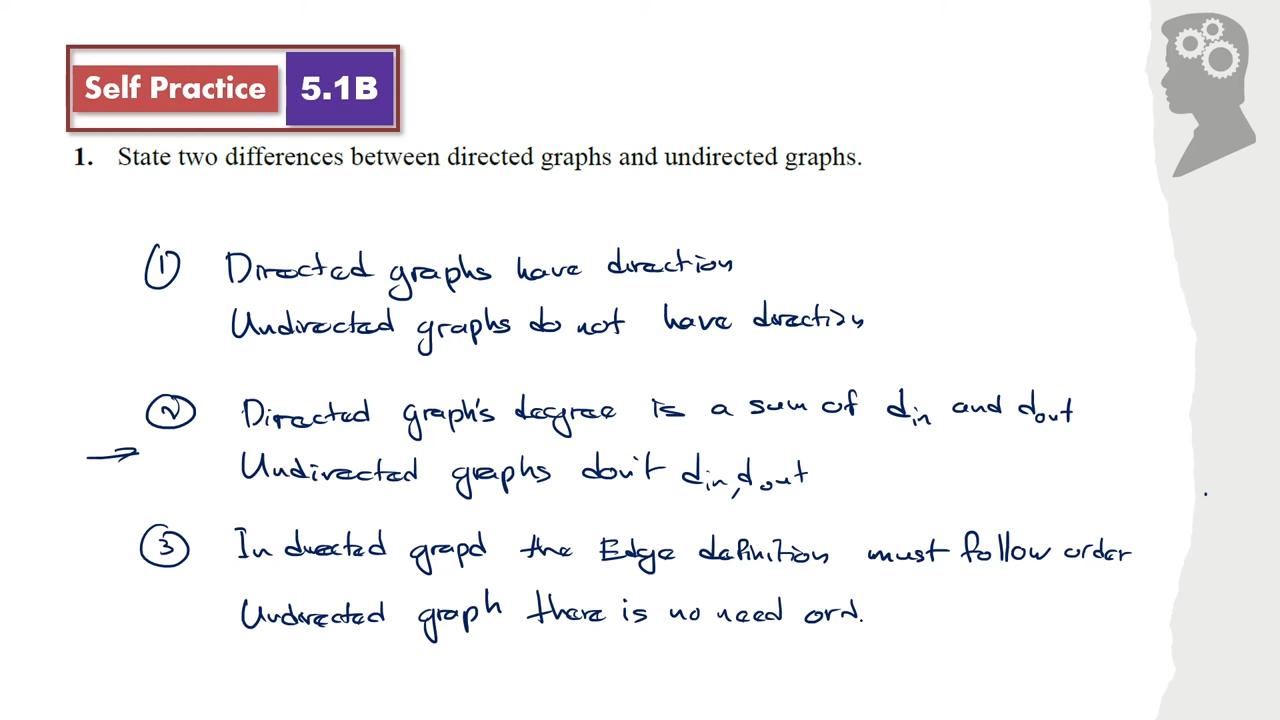 Self Practice 5.1B
1. State two differences between directed graphs and undirected graphs.
1 Directed graphs have direction
Undirected graphs do not have direction
2 Directed graph's degree is a sum of din and dout
→ Undirected graphs don't din, dout
3 In directed grapd the Edge definition must follow order
Undirected graph there is no need ord.